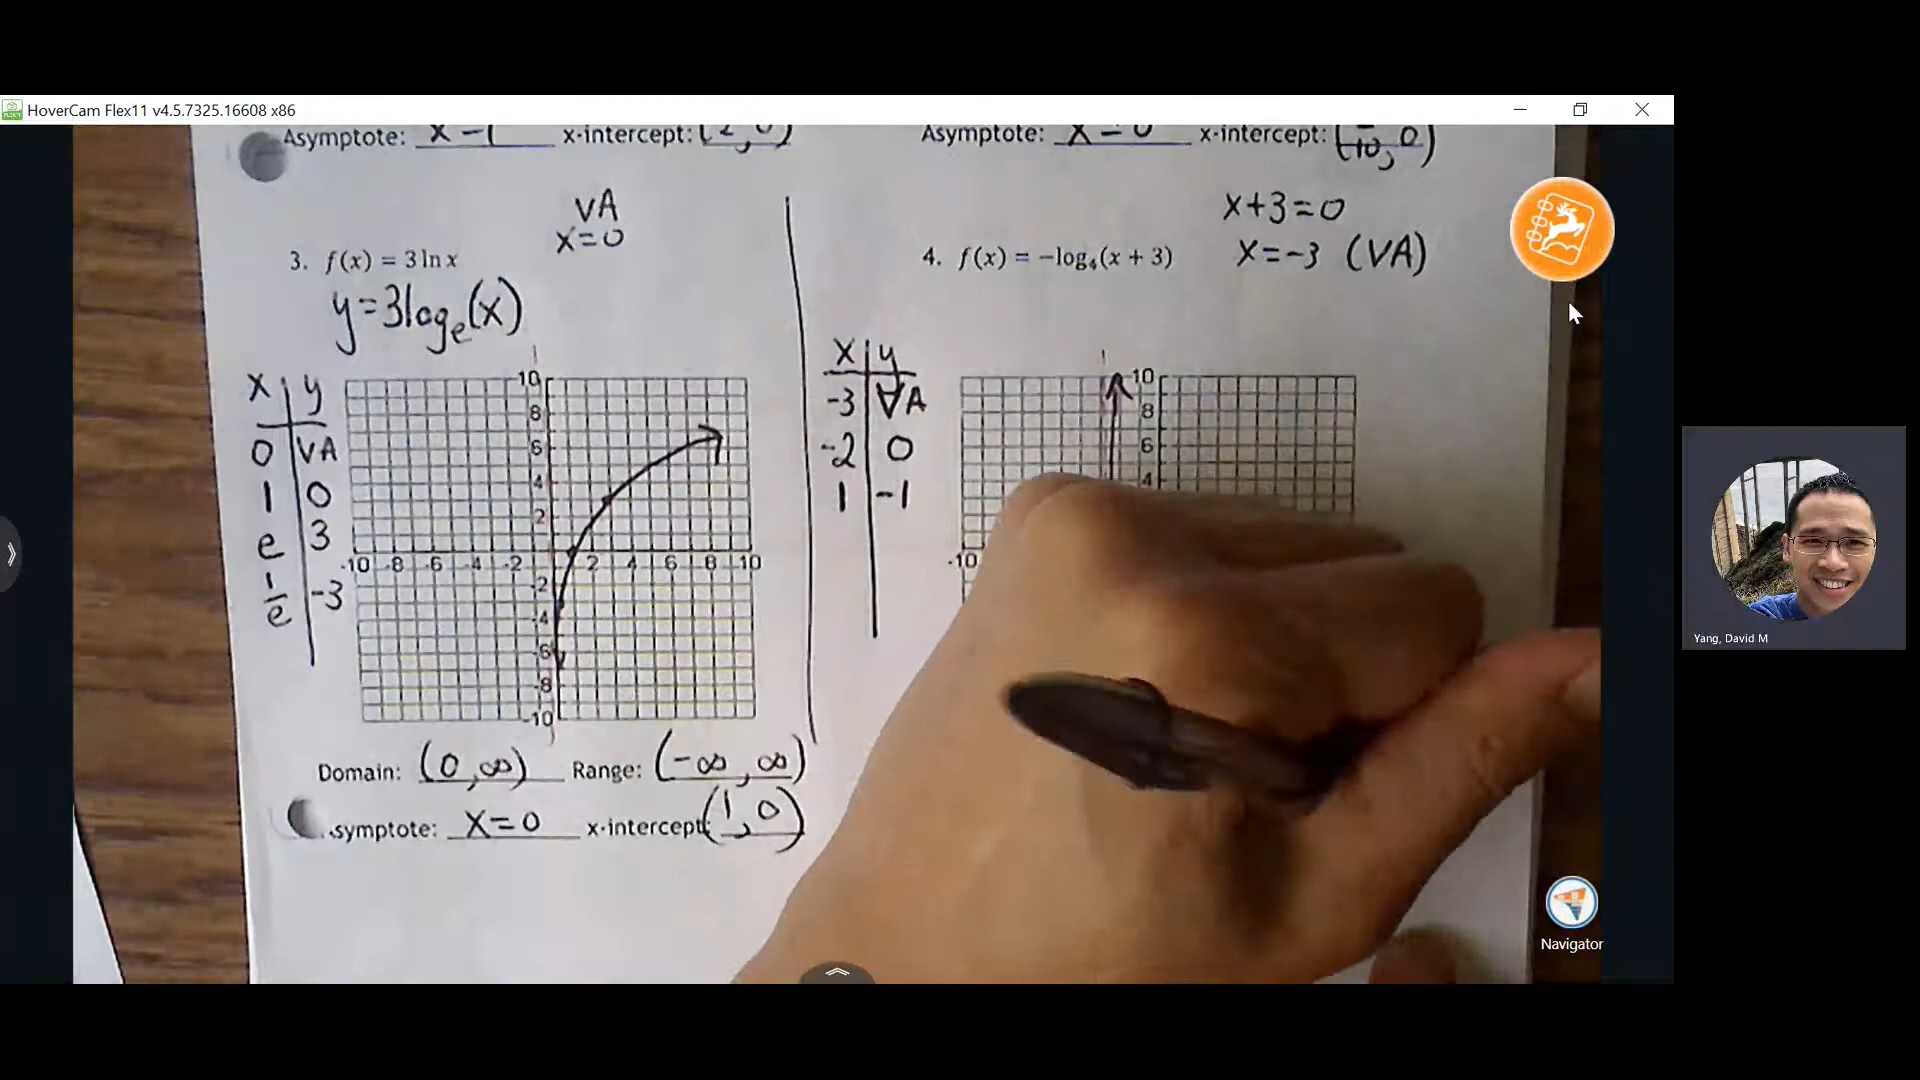 HoverCam Flex11 v4.5.7325.16608 x86
Asymptote: x-intercept:
Asymptote: x = 0 x-intercept:
VA
x=0
3. f(x) = 3 ln x
y=3loge(x)
x y
0 VA
1 0
e 3
1/e -3
10
8
6
4
2
-10 -8 -6 -4 -2 2 4 6 8 10
-2
-4
-6
-8
-10
Domain: (0,∞) Range: (-∞,∞)
symptote: x=0 x-intercept: (1,0)
x+3=0
4. f(x) = −log₄(x + 3) x=-3 (VA)
x y
-3 VA
-2 0
1 -1
10
8
6
4
-10
Yang, David M
Navigator